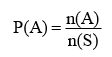 P(A) = n(A)/n(S)